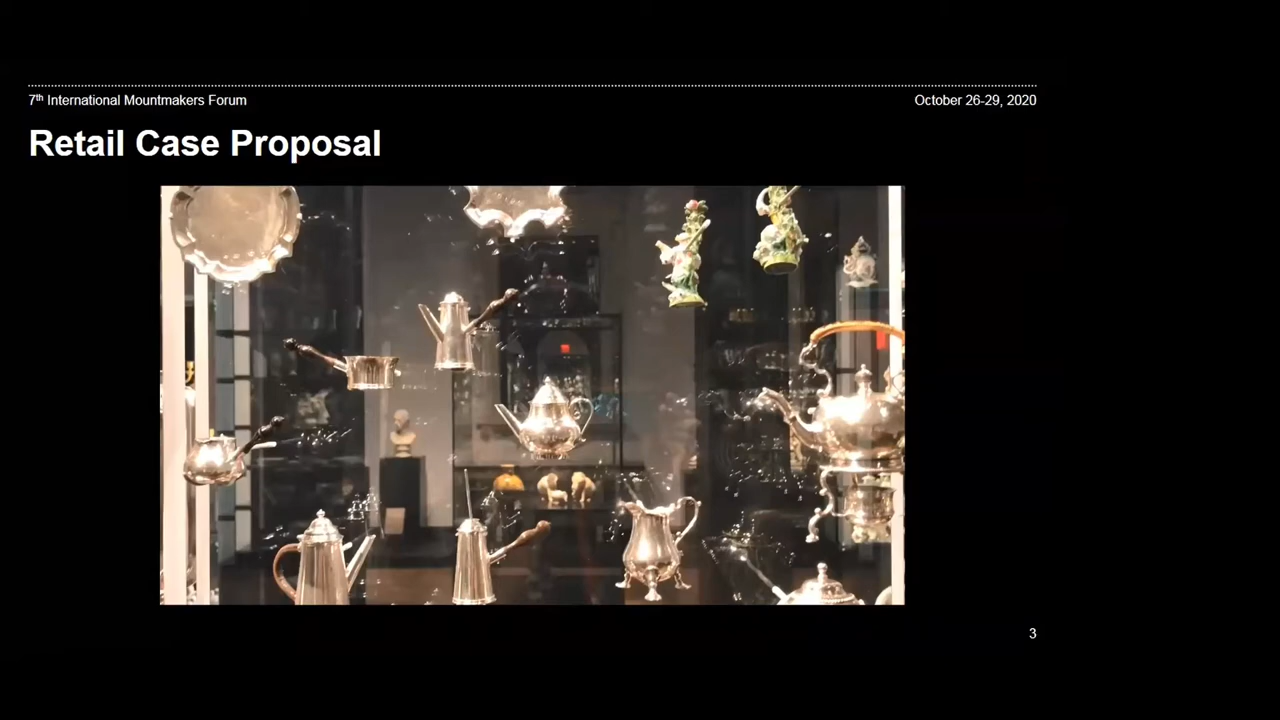 7th International Mountmakers Forum
October 26-29, 2020
Retail Case Proposal
3